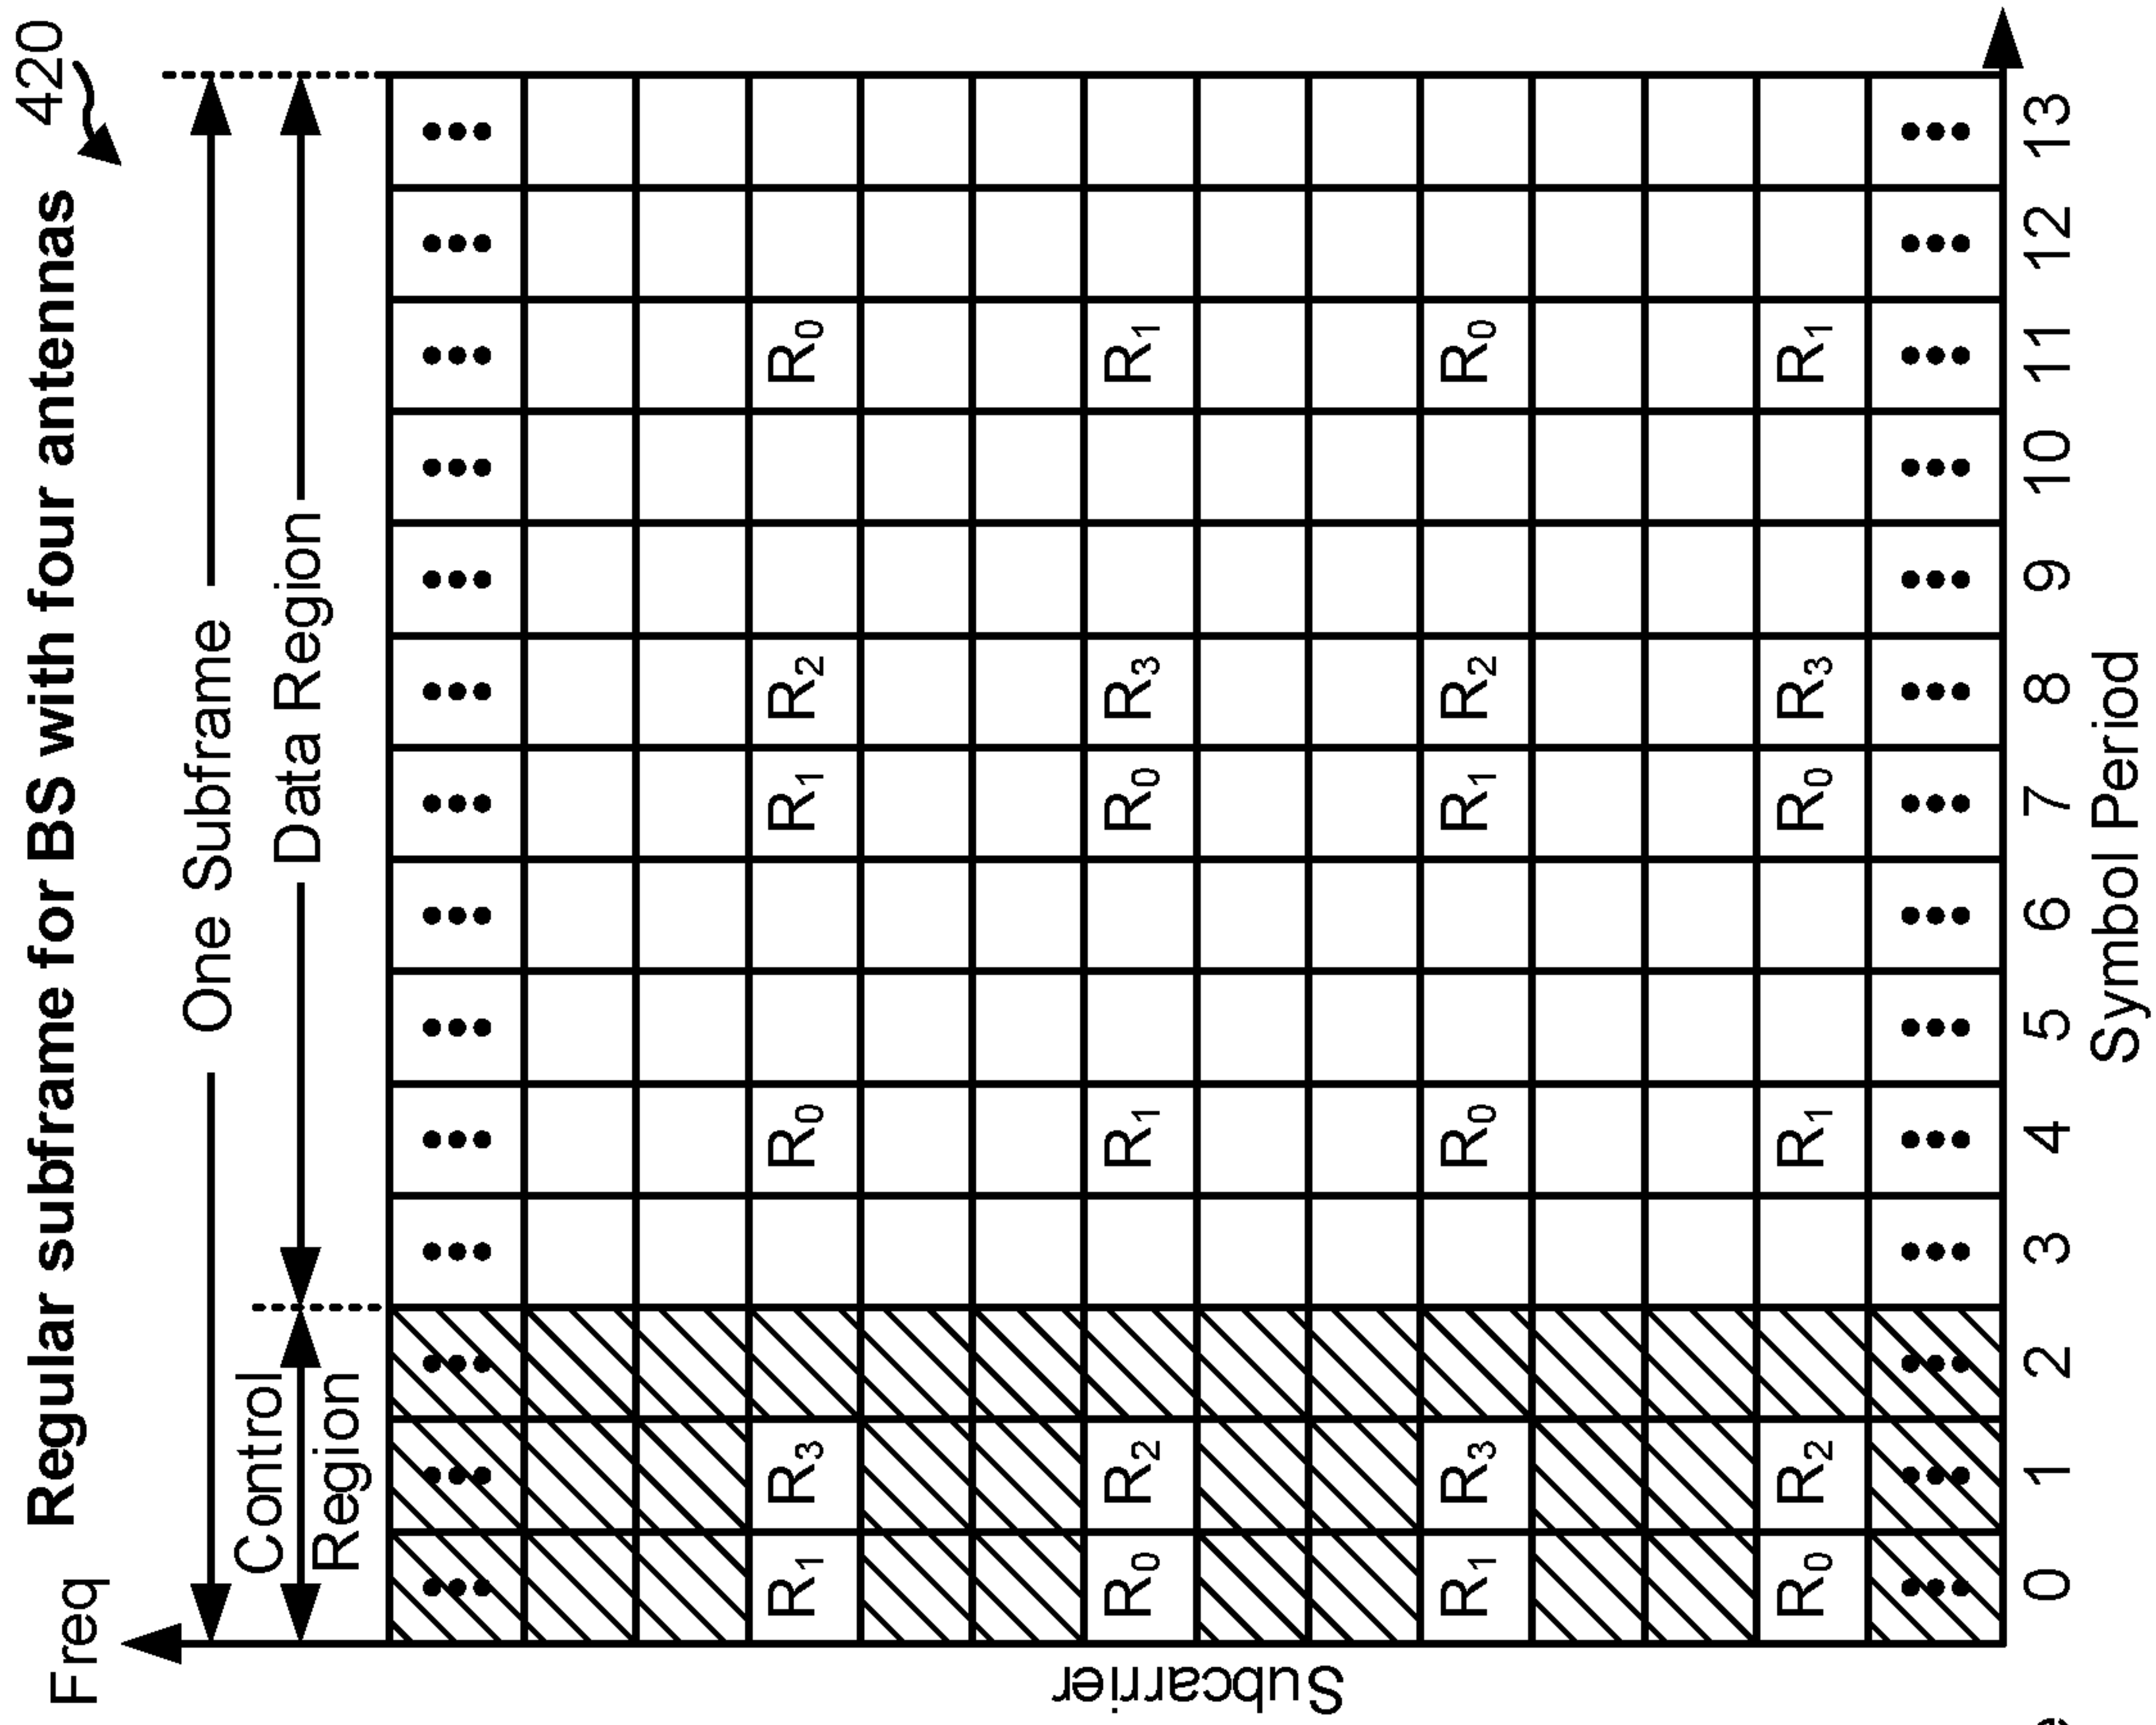 420
Regular subframe for BS with four antennas
Freq
One Subframe
Control Region
Data Region
R1 R3 R0 R1 R2 R0
R0 R2 R1 R0 R3 R1
Subcarrier
R1 R3 R0 R1 R2 R0
R0 R2 R1 R0 R3 R1
0 1 2 3 4 5 6 7 8 9 10 11 12 13
Symbol Period